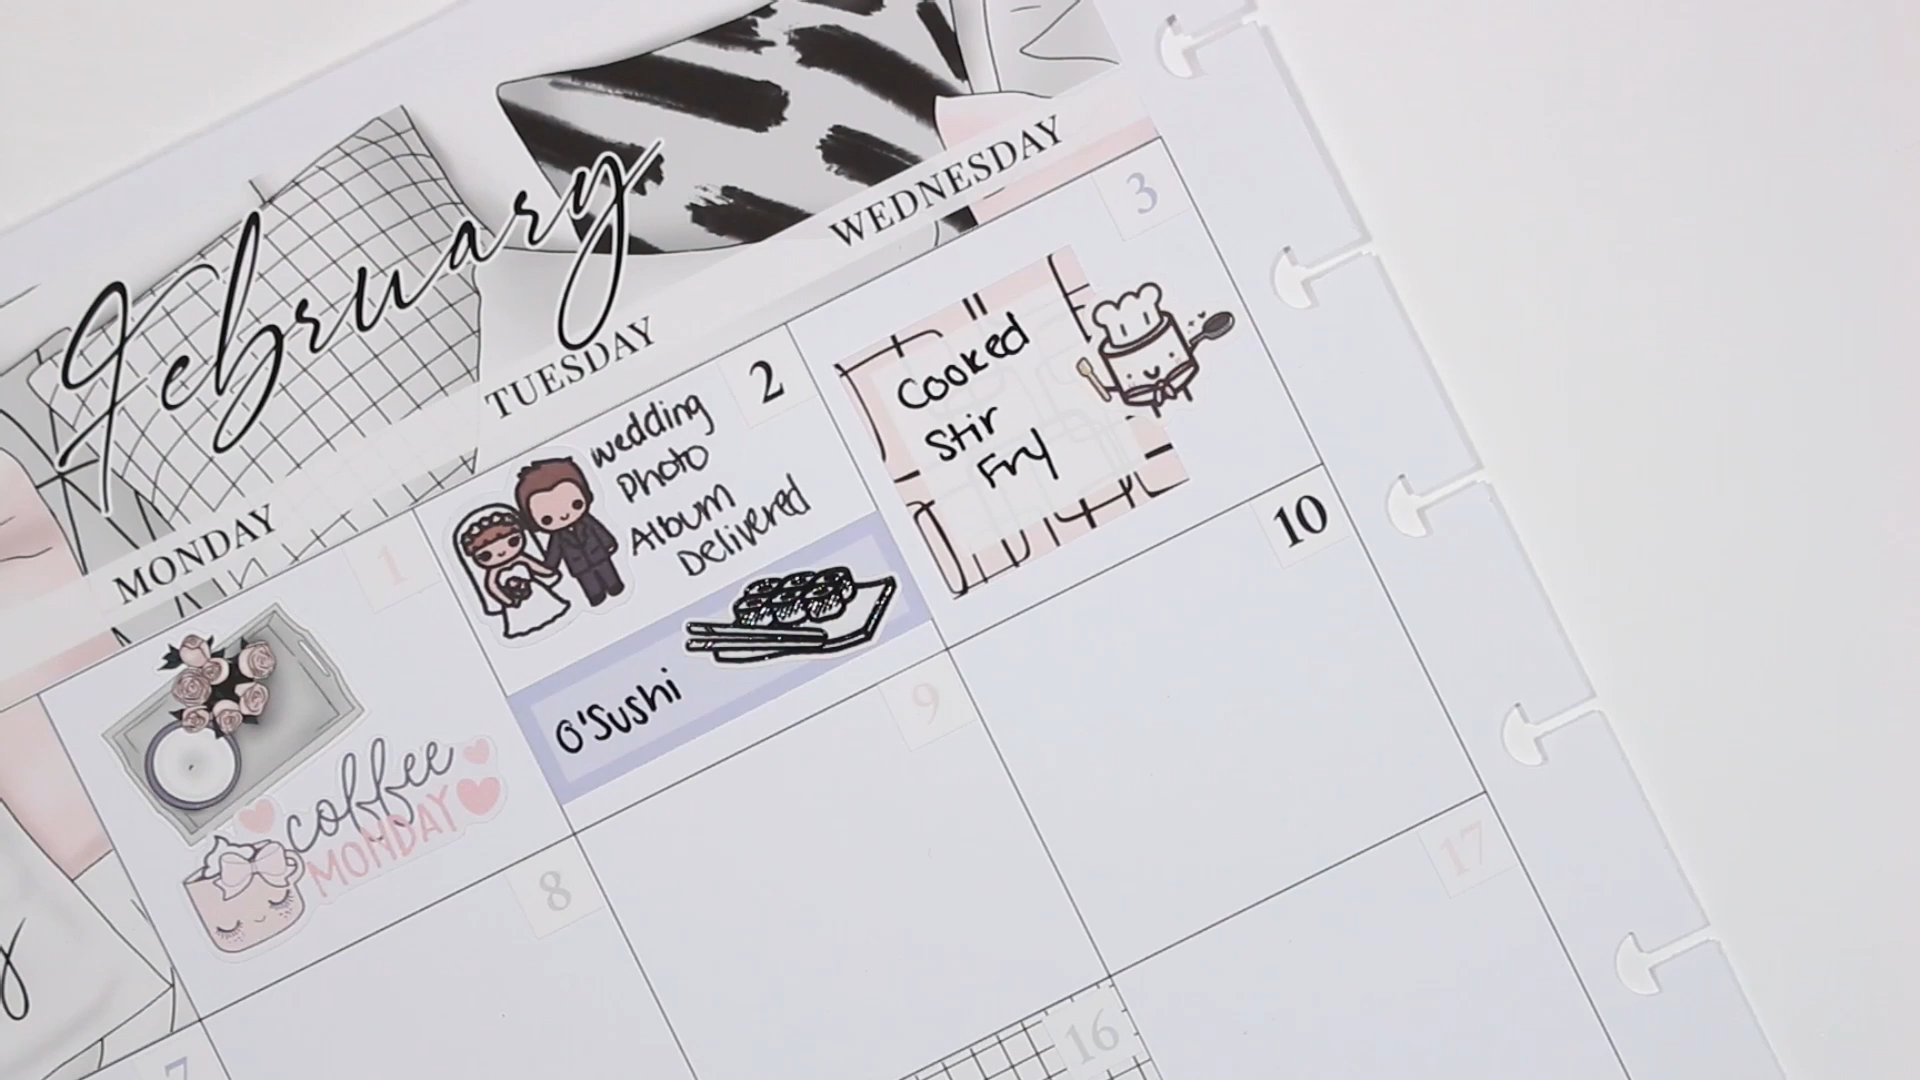 February
MONDAY
TUESDAY
WEDNESDAY
1
2
3
wedding
Photo
Album
Delivered
O'Sushi
Cooked
Stir
Fry
coffee
MONDAY
7
8
9
10
16
17